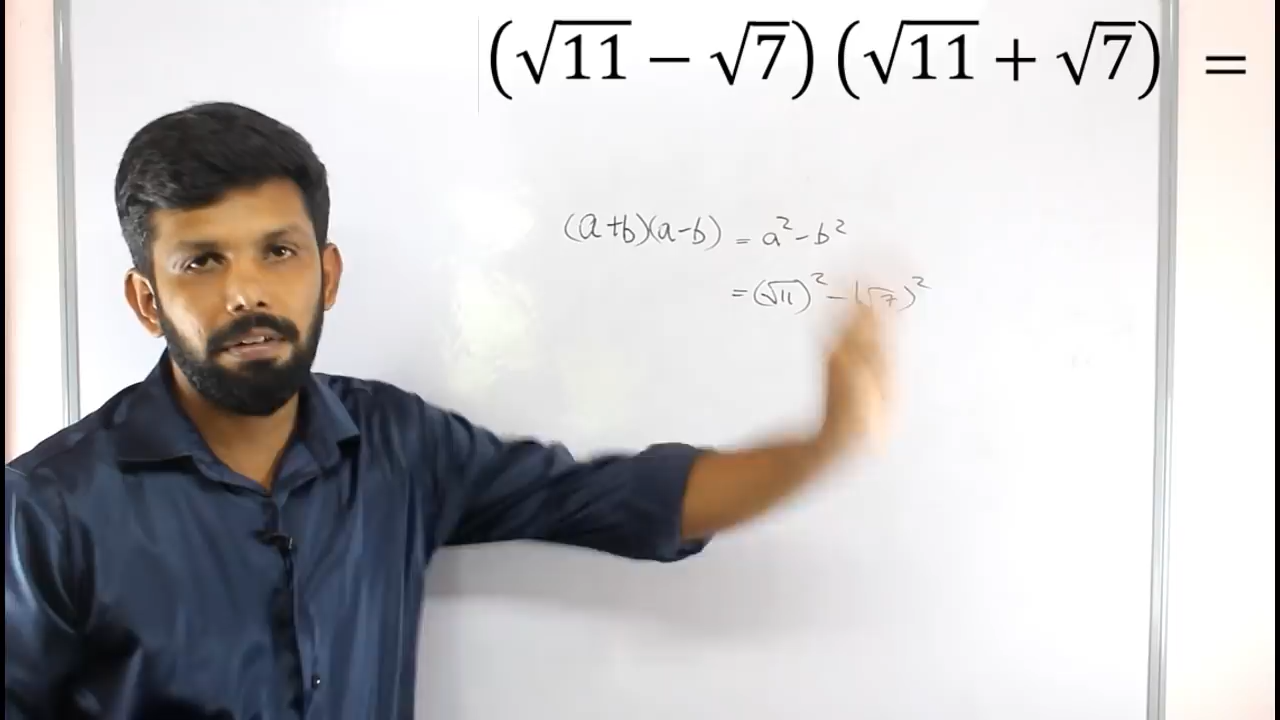 (√11 − √7) (√11 + √7) =
(a+b)(a-b) = a² - b²
= (√11)² - (√7)²